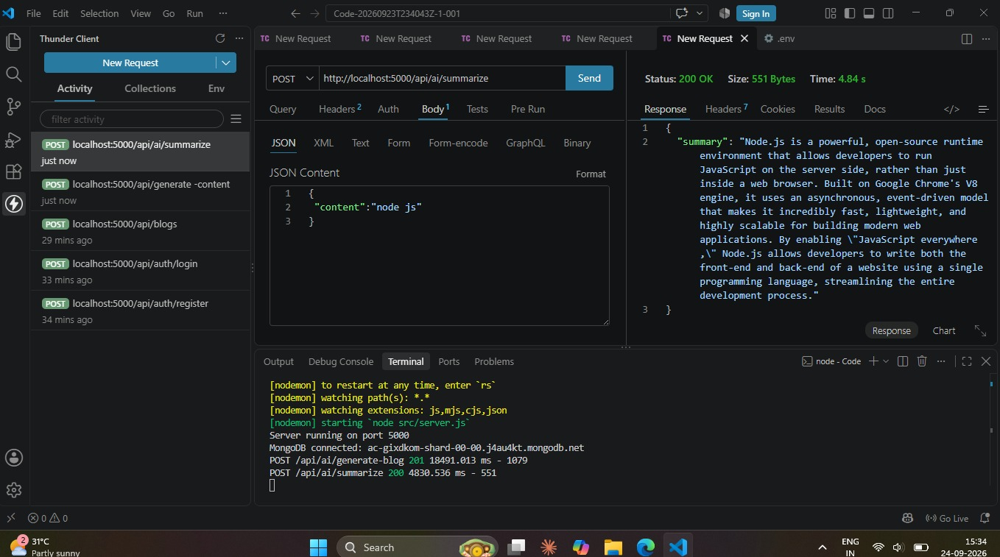 File Edit Selection View Go Run ··· Code-20260923T234043Z-1-001 Sign In
Thunder Client
New Request
Activity Collections Env
filter activity
POST localhost:5000/api/ai/summarize
just now
POST localhost:5000/api/generate -content
just now
POST localhost:5000/api/blogs
29 mins ago
POST localhost:5000/api/auth/login
33 mins ago
POST localhost:5000/api/auth/register
34 mins ago
TC New Request TC New Request TC New Request TC New Request TC New Request .env
POST http://localhost:5000/api/ai/summarize Send
Query Headers 2 Auth Body 1 Tests Pre Run
JSON XML Text Form Form-encode GraphQL Binary
JSON Content Format
1 {
2 "content":"node js"
3 }
Status: 200 OK Size: 551 Bytes Time: 4.84 s
Response Headers 7 Cookies Results Docs </>
1 {
2 "summary": "Node.js is a powerful, open-source runtime
environment that allows developers to run
JavaScript on the server side, rather than just
inside a web browser. Built on Google Chrome's V8
engine, it uses an asynchronous, event-driven model
that makes it incredibly fast, lightweight, and
highly scalable for building modern web
applications. By enabling \"JavaScript everywhere
,\" Node.js allows developers to write both the
front-end and back-end of a website using a single
programming language, streamlining the entire
development process."
3 }
Response Chart
Output Debug Console Terminal Ports Problems node - Code
[nodemon] to restart at any time, enter `rs`
[nodemon] watching path(s): *.*
[nodemon] watching extensions: js,mjs,cjs,json
[nodemon] starting `node src/server.js`
Server running on port 5000
MongoDB connected: ac-gixdkom-shard-00-00.j4au4kt.mongodb.net
POST /api/ai/generate-blog 201 18491.013 ms - 1079
POST /api/ai/summarize 200 4830.536 ms - 551
0 0 Go Live
2 31°C
Partly sunny
Search
ENG
IN
15:34
24-09-2026